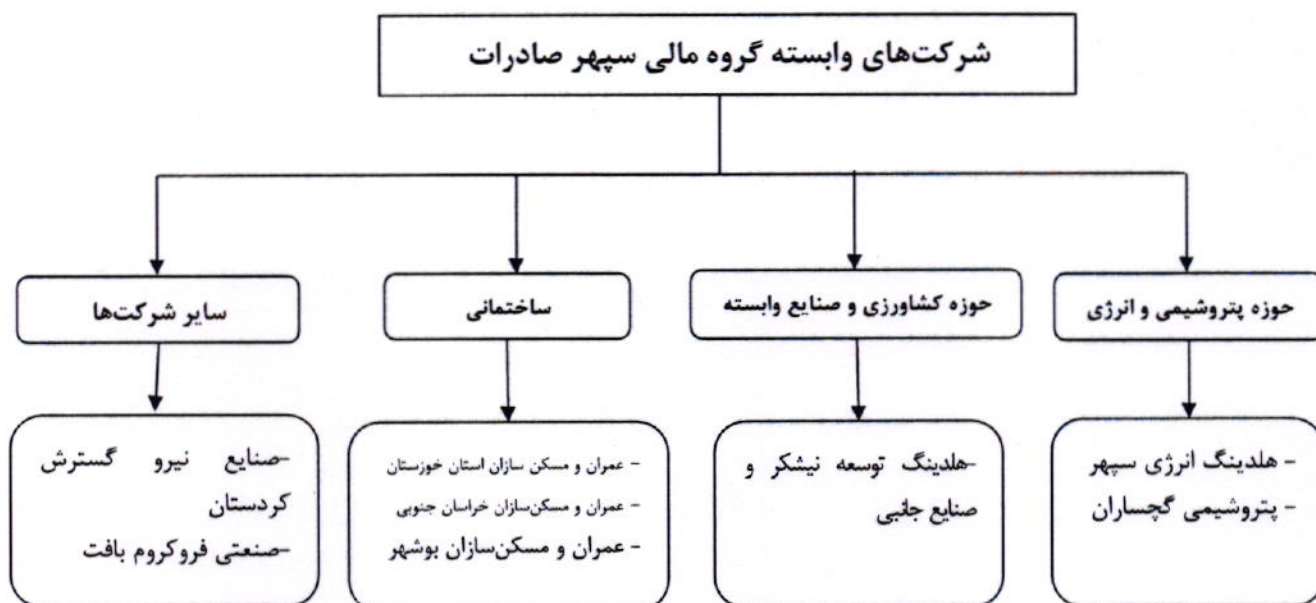 شرکت‌های وابسته گروه مالی سپهر صادرات
حوزه پتروشیمی و انرژی
حوزه کشاورزی و صنایع وابسته
ساختمانی
سایر شرکت‌ها
- هلدینگ انرژی سپهر
- پتروشیمی گچساران
-هلدینگ توسعه نیشکر و
صنایع جانبی
- عمران و مسکن سازان استان خوزستان
- عمران و مسکن‌سازان خراسان جنوبی
- عمران و مسکن‌سازان بوشهر
-صنایع نیرو گسترش
کردستان
-صنعتی فروکروم بافت